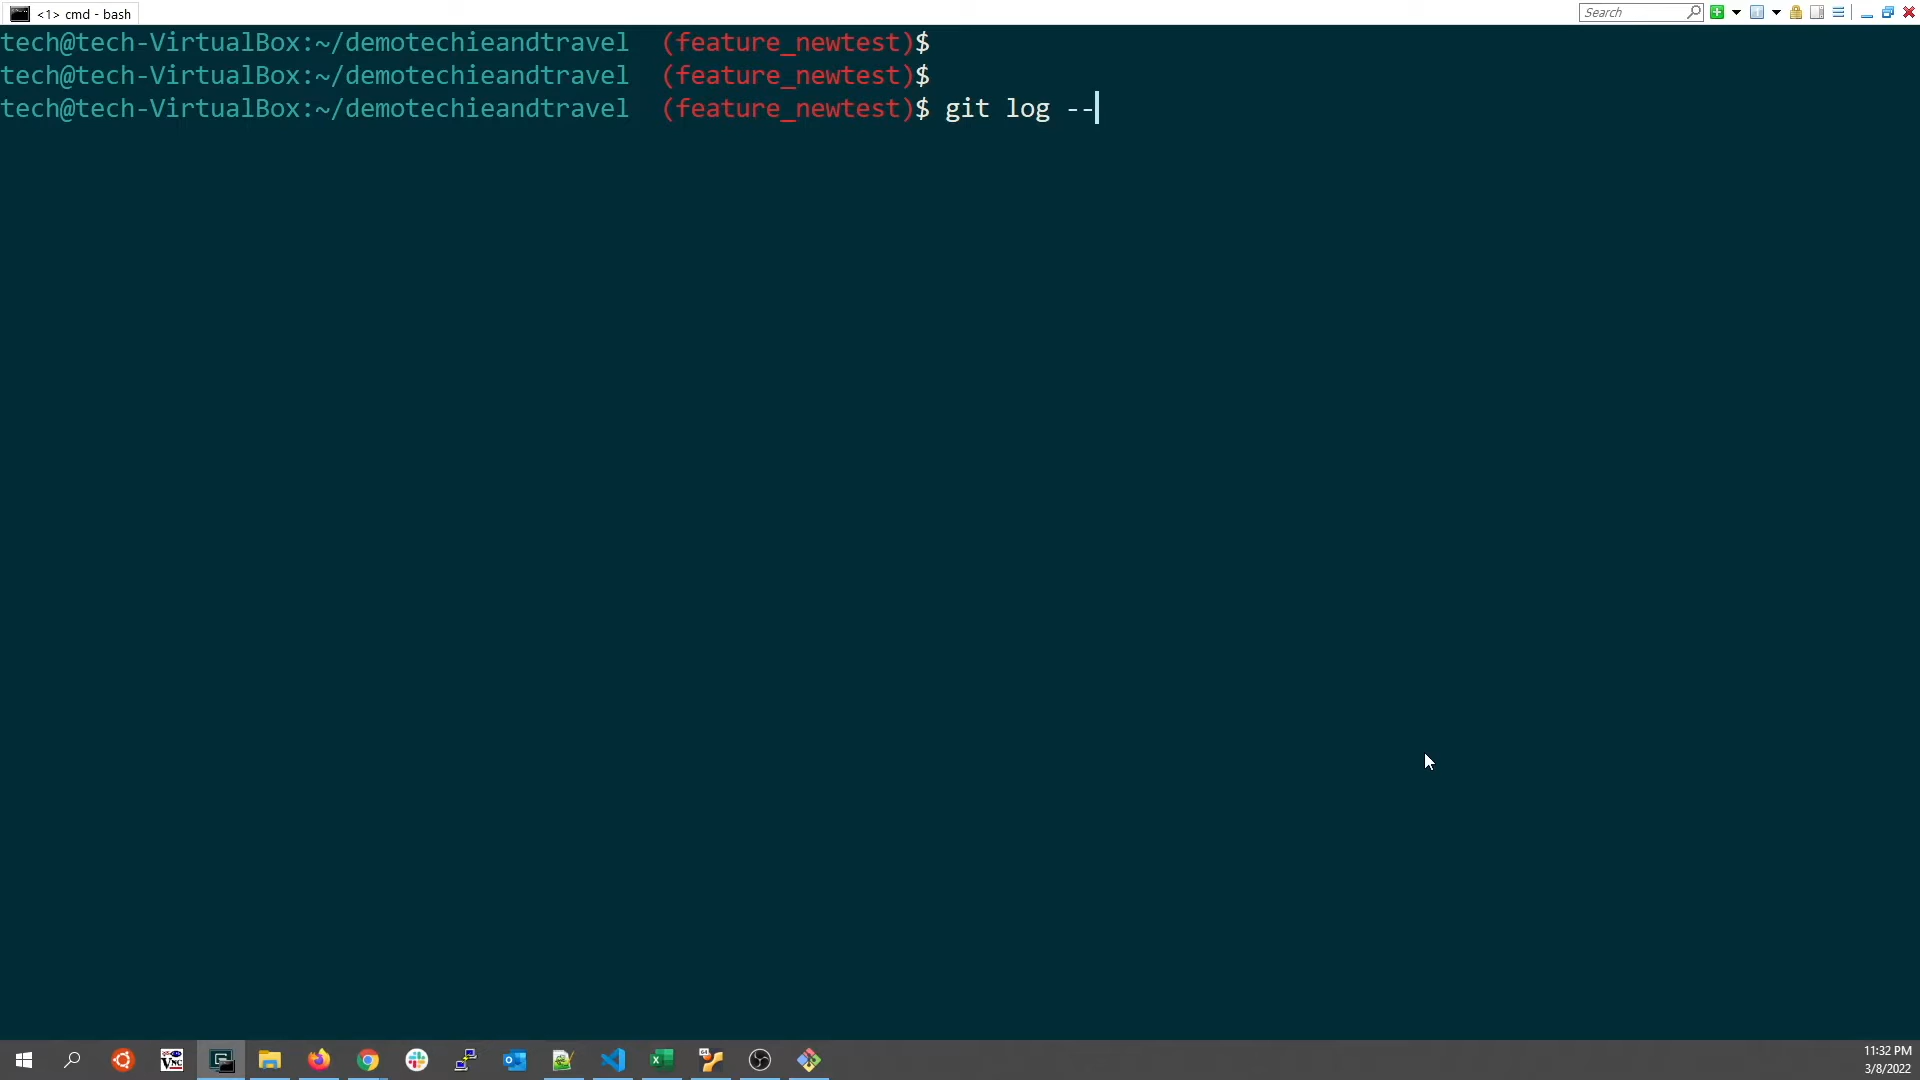 <1> cmd - bash
Search
tech@tech-VirtualBox:~/demotechieandtravel  (feature_newtest)$
tech@tech-VirtualBox:~/demotechieandtravel  (feature_newtest)$
tech@tech-VirtualBox:~/demotechieandtravel  (feature_newtest)$ git log --
11:32 PM
3/8/2022